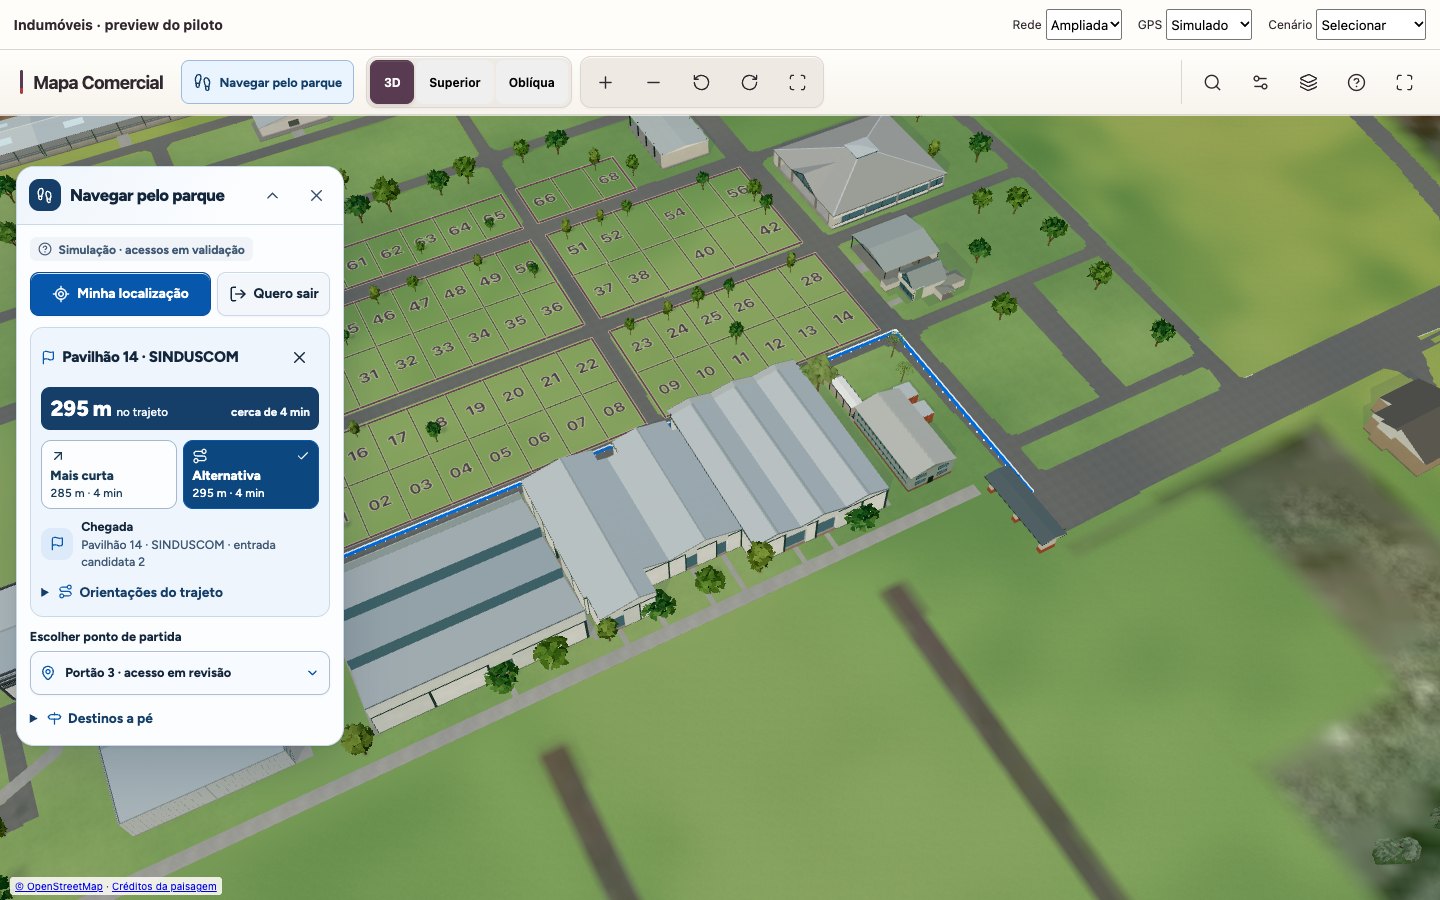 Indumóveis · preview do piloto
Rede Ampliada GPS Simulado Cenário Selecionar
Mapa Comercial Navegar pelo parque 3D Superior Oblíqua
Navegar pelo parque
Simulação · acessos em validação
Minha localização Quero sair
Pavilhão 14 · SINDUSCOM
295 m no trajeto cerca de 4 min
Mais curta
285 m · 4 min
Alternativa
295 m · 4 min
Chegada
Pavilhão 14 · SINDUSCOM · entrada
candidata 2
Orientações do trajeto
Escolher ponto de partida
Portão 3 · acesso em revisão
Destinos a pé
66 68
61 62 63 64 65
51 52 54 56
37 38 40 42
46 47 48 49
31 32 33 34 35 36
23 24 25 26 28
09 10 11 12 13 14
16 17 19 20 21 22
02 03 04 05 06 07 08
© OpenStreetMap · Créditos da paisagem